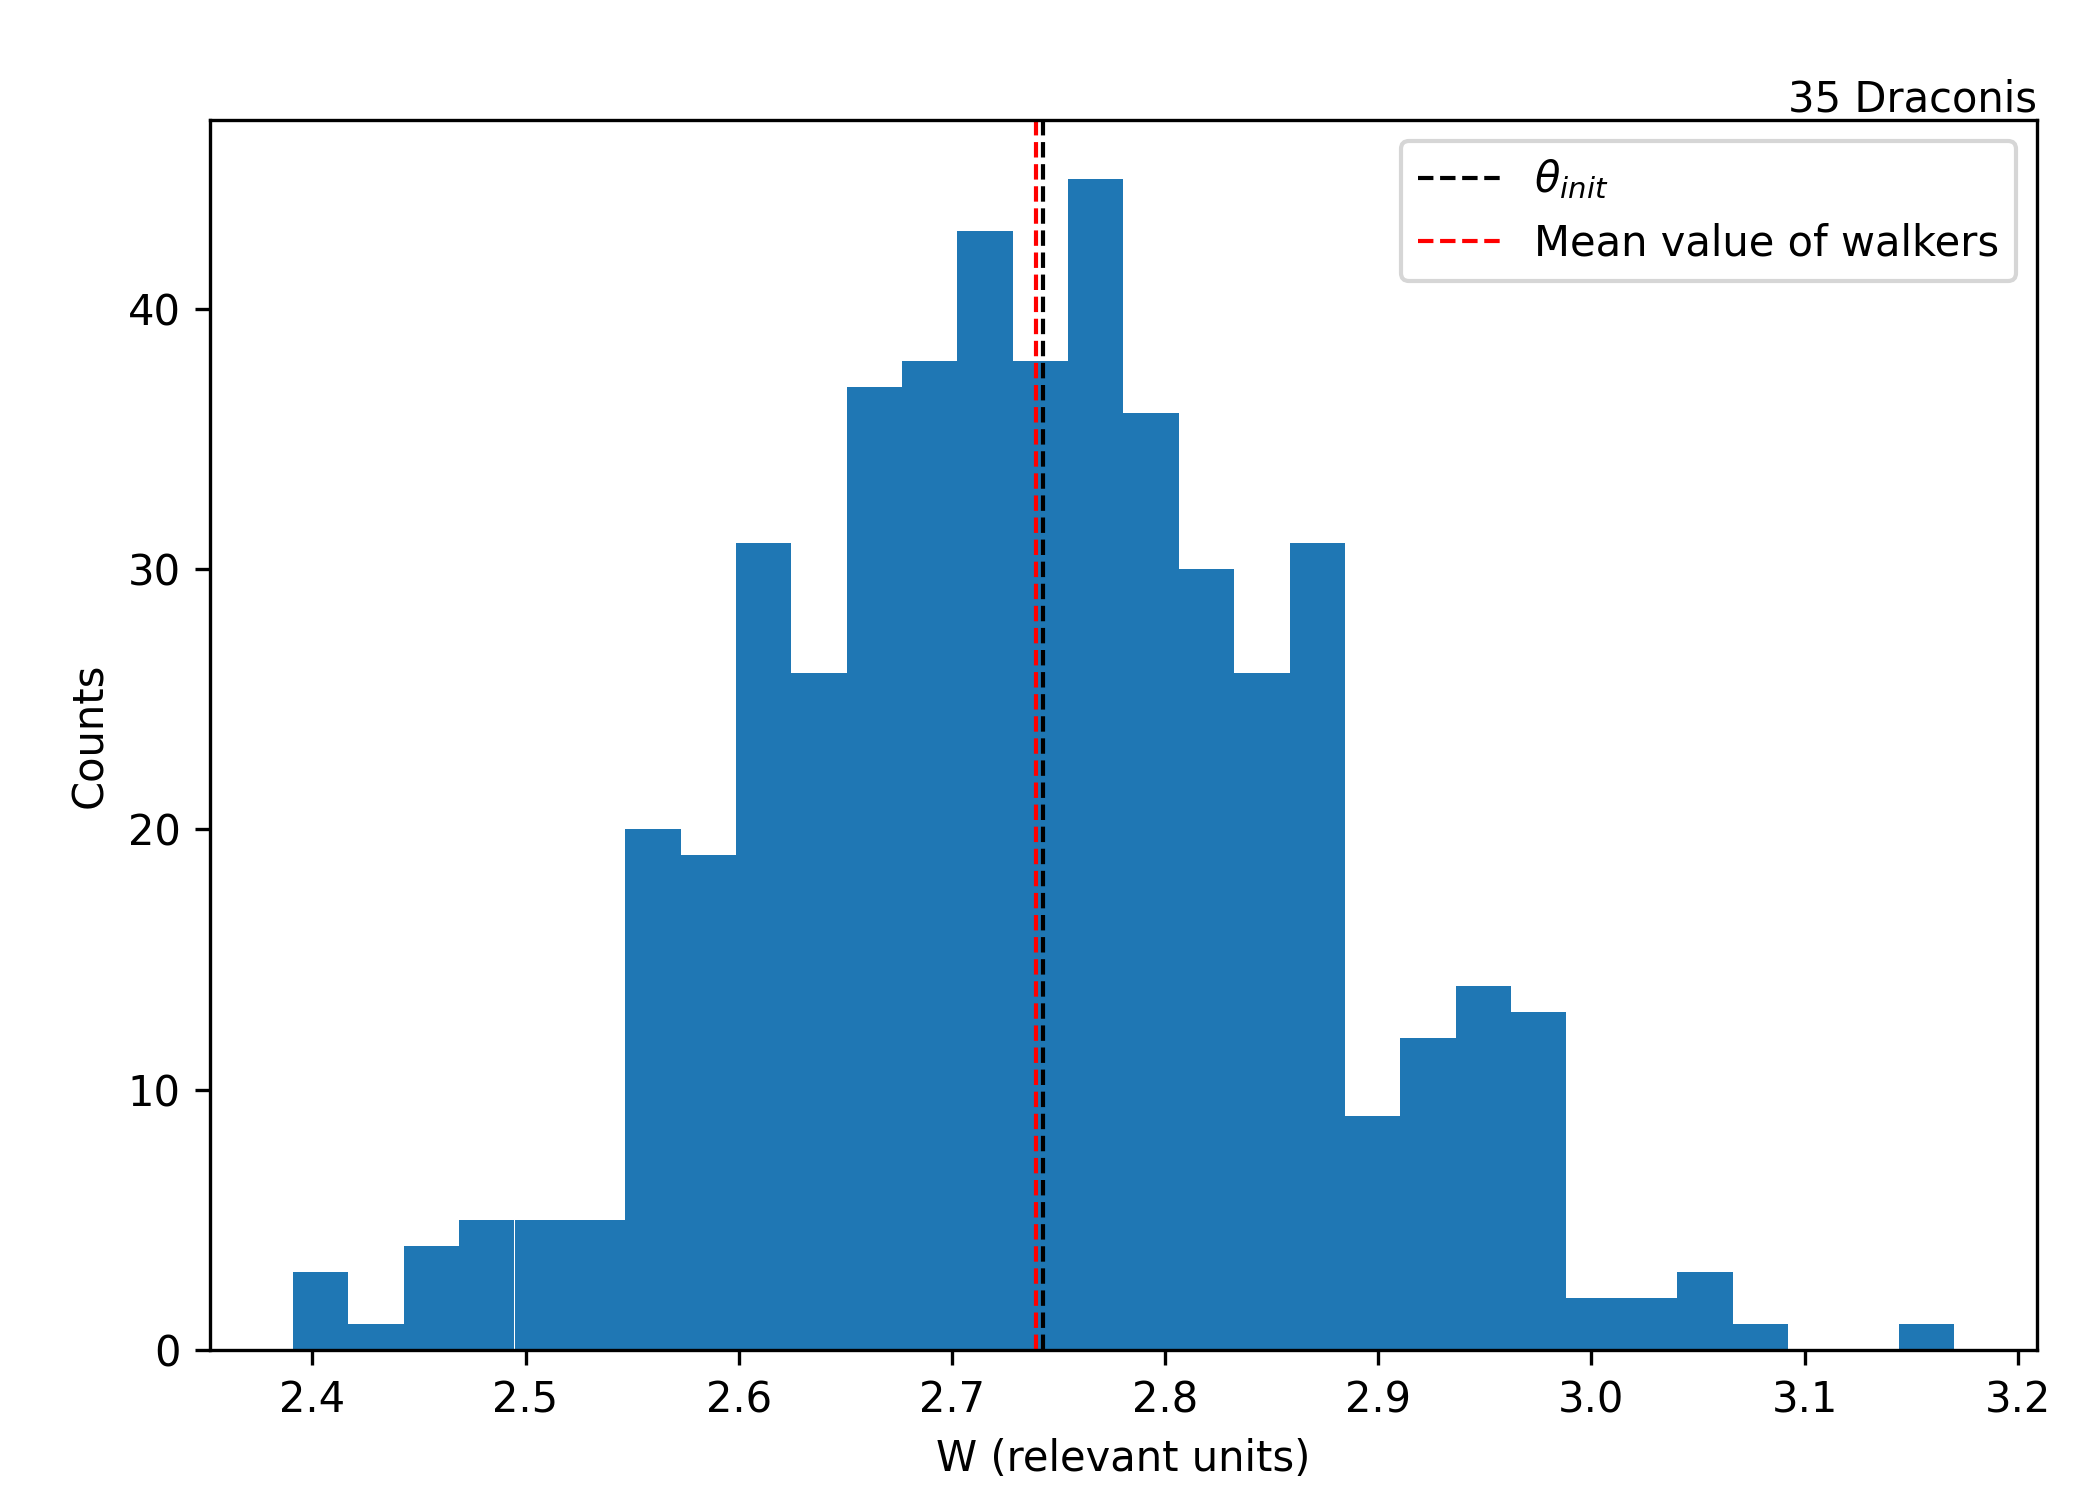 35 Draconis
θinit
Mean value of walkers
Counts
40
30
20
10
0
2.4 2.5 2.6 2.7 2.8 2.9 3.0 3.1 3.2
W (relevant units)